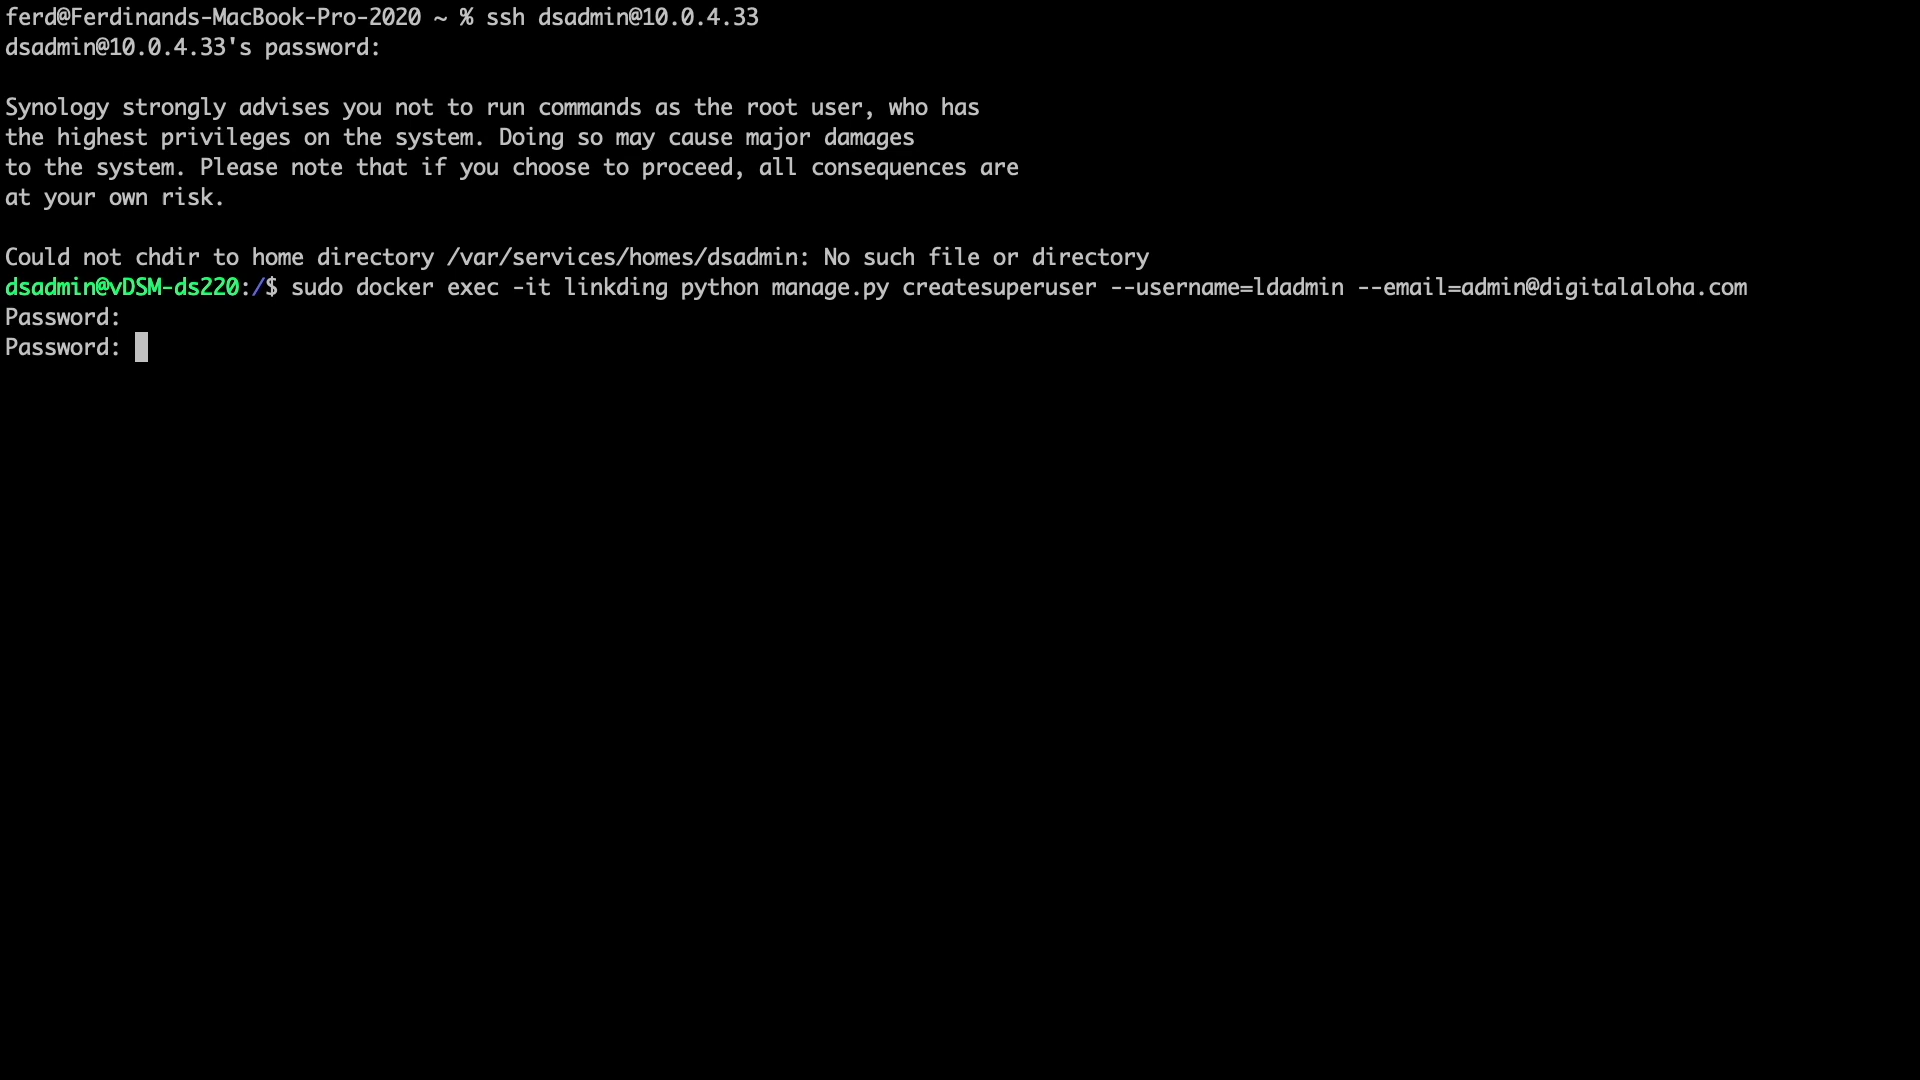 ferd@Ferdinands-MacBook-Pro-2020 ~ % ssh dsadmin@10.0.4.33
dsadmin@10.0.4.33's password:
Synology strongly advises you not to run commands as the root user, who has
the highest privileges on the system. Doing so may cause major damages
to the system. Please note that if you choose to proceed, all consequences are
at your own risk.
Could not chdir to home directory /var/services/homes/dsadmin: No such file or directory
dsadmin@vDSM-ds220:/$ sudo docker exec -it linkding python manage.py createsuperuser --username=ldadmin --email=admin@digitalaloha.com
Password:
Password: